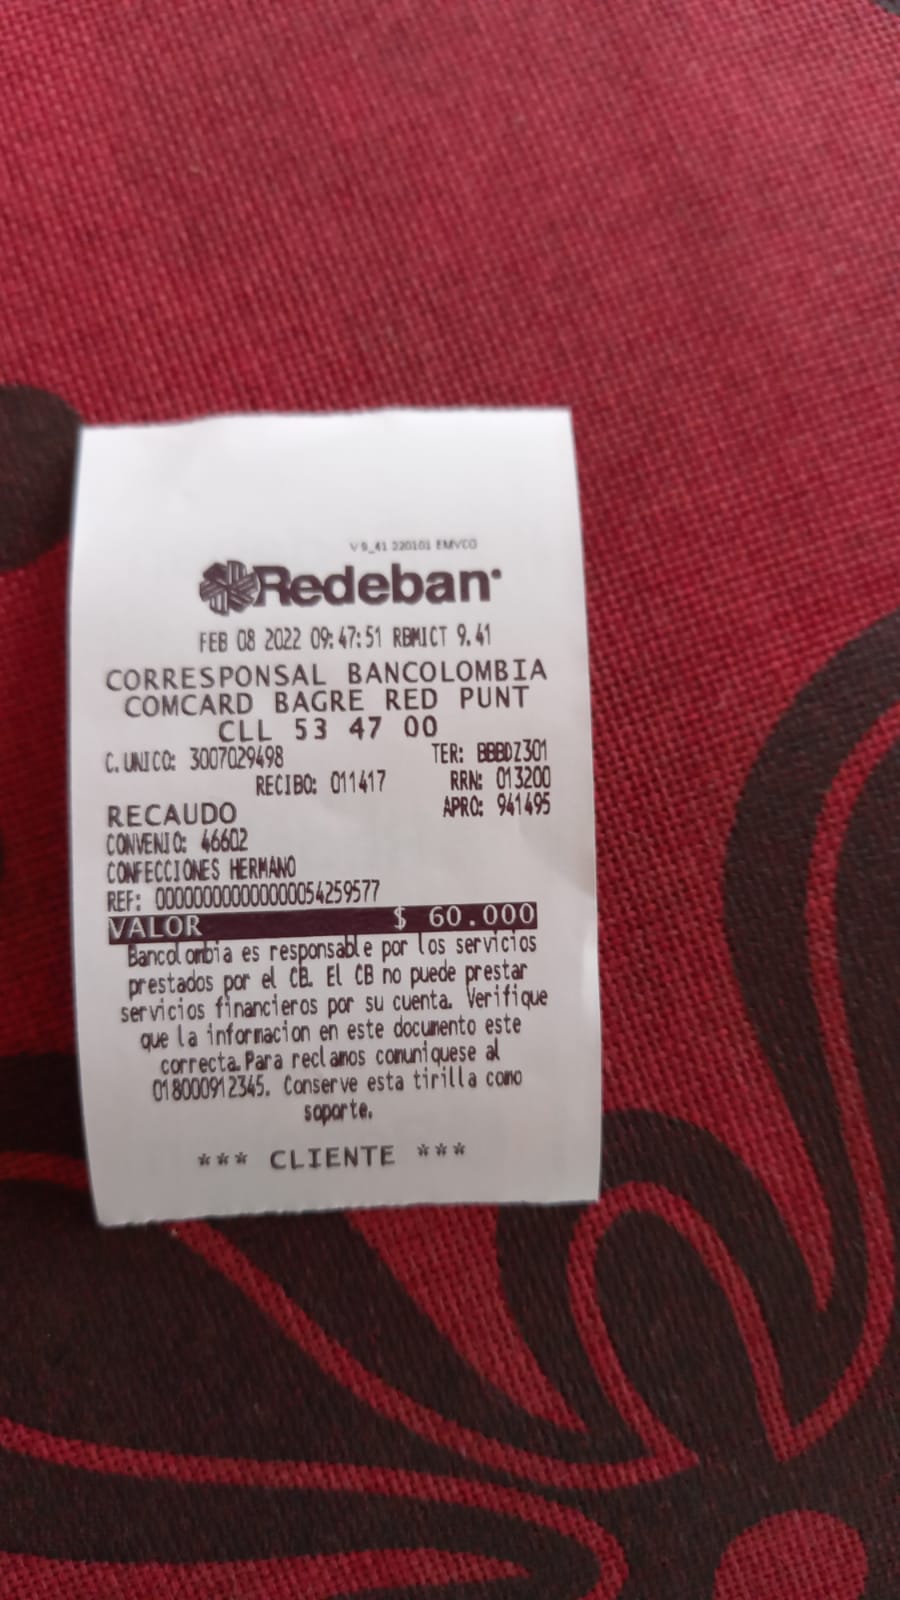 V 9_41 220101 EMVCO
Redeban
FEB 08 2022 09:47:51 RBMICT 9.41
CORRESPONSAL BANCOLOMBIA
COMCARD BAGRE RED PUNT
CLL 53 47 00
C. UNICO: 3007029498 TER: BBBDZ301
RECIBO: 011417 RRN: 013200
RECAUDO APRO: 941495
CONVENIO: 46602
CONFECCIONES HERMANO
REF: 000000000000000054259577
VALOR $ 60.000
Bancolombia es responsable por los servicios
prestados por el CB. El CB no puede prestar
servicios financieros por su cuenta. Verifique
que la informacion en este documento este
correcta. Para reclamos comuniquese al
018000912345. Conserve esta tirilla como
soporte.
*** CLIENTE ***